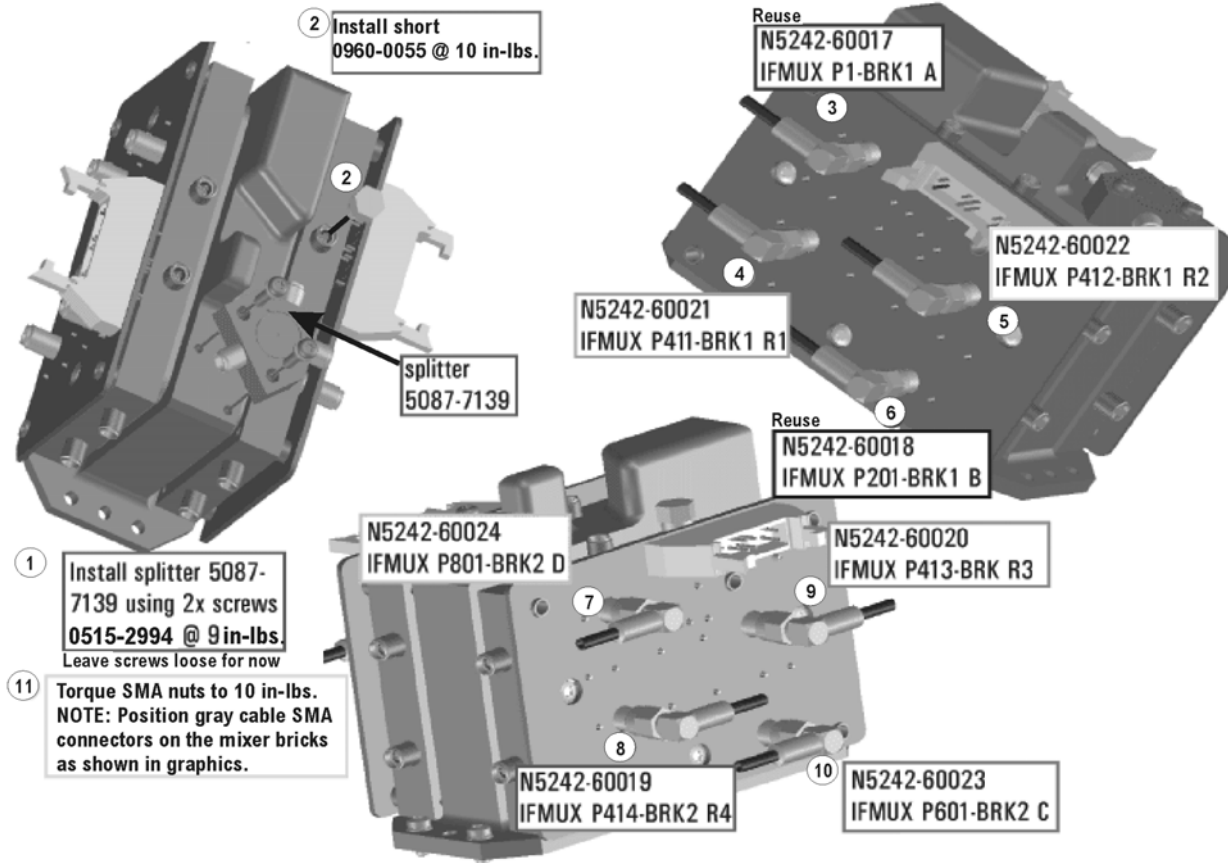 2
Install short
0960-0055 @ 10 in-lbs.
2
splitter
5087-7139
1
Install splitter 5087-
7139 using 2x screws
0515-2994 @ 9 in-lbs.
Leave screws loose for now
11
Torque SMA nuts to 10 in-lbs.
NOTE: Position gray cable SMA
connectors on the mixer bricks
as shown in graphics.
Reuse
N5242-60017
IFMUX P1-BRK1 A
3
4
N5242-60021
IFMUX P411-BRK1 R1
N5242-60022
IFMUX P412-BRK1 R2
5
6
Reuse
N5242-60018
IFMUX P201-BRK1 B
N5242-60024
IFMUX P801-BRK2 D
7
N5242-60020
IFMUX P413-BRK R3
9
8
N5242-60019
IFMUX P414-BRK2 R4
10
N5242-60023
IFMUX P601-BRK2 C